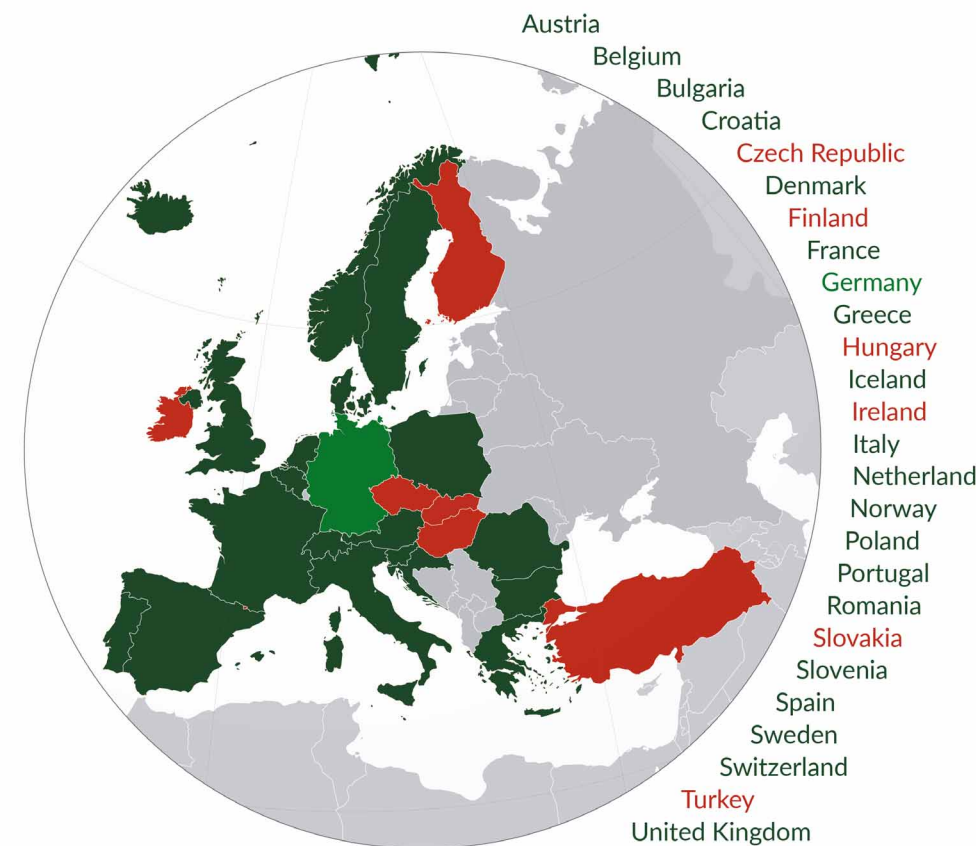 Austria
Belgium
Bulgaria
Croatia
Czech Republic
Denmark
Finland
France
Germany
Greece
Hungary
Iceland
Ireland
Italy
Netherland
Norway
Poland
Portugal
Romania
Slovakia
Slovenia
Spain
Sweden
Switzerland
Turkey
United Kingdom